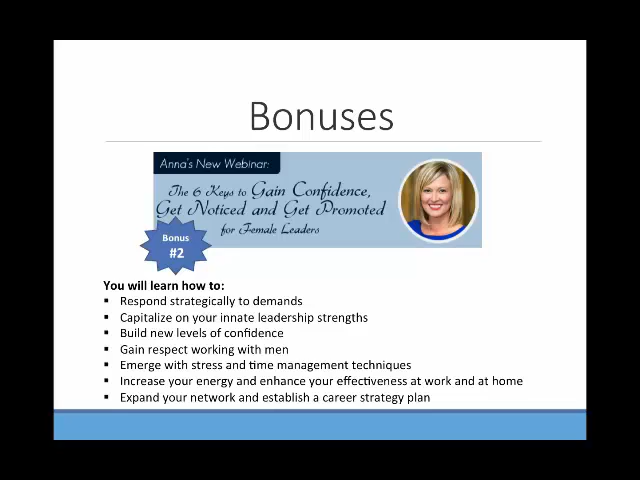 Bonuses
Anna's New Webinar:
The 6 Keys to Gain Confidence,
Get Noticed and Get Promoted
for Female Leaders
Bonus
#2
You will learn how to:
▪ Respond strategically to demands
▪ Capitalize on your innate leadership strengths
▪ Build new levels of confidence
▪ Gain respect working with men
▪ Emerge with stress and time management techniques
▪ Increase your energy and enhance your effectiveness at work and at home
▪ Expand your network and establish a career strategy plan